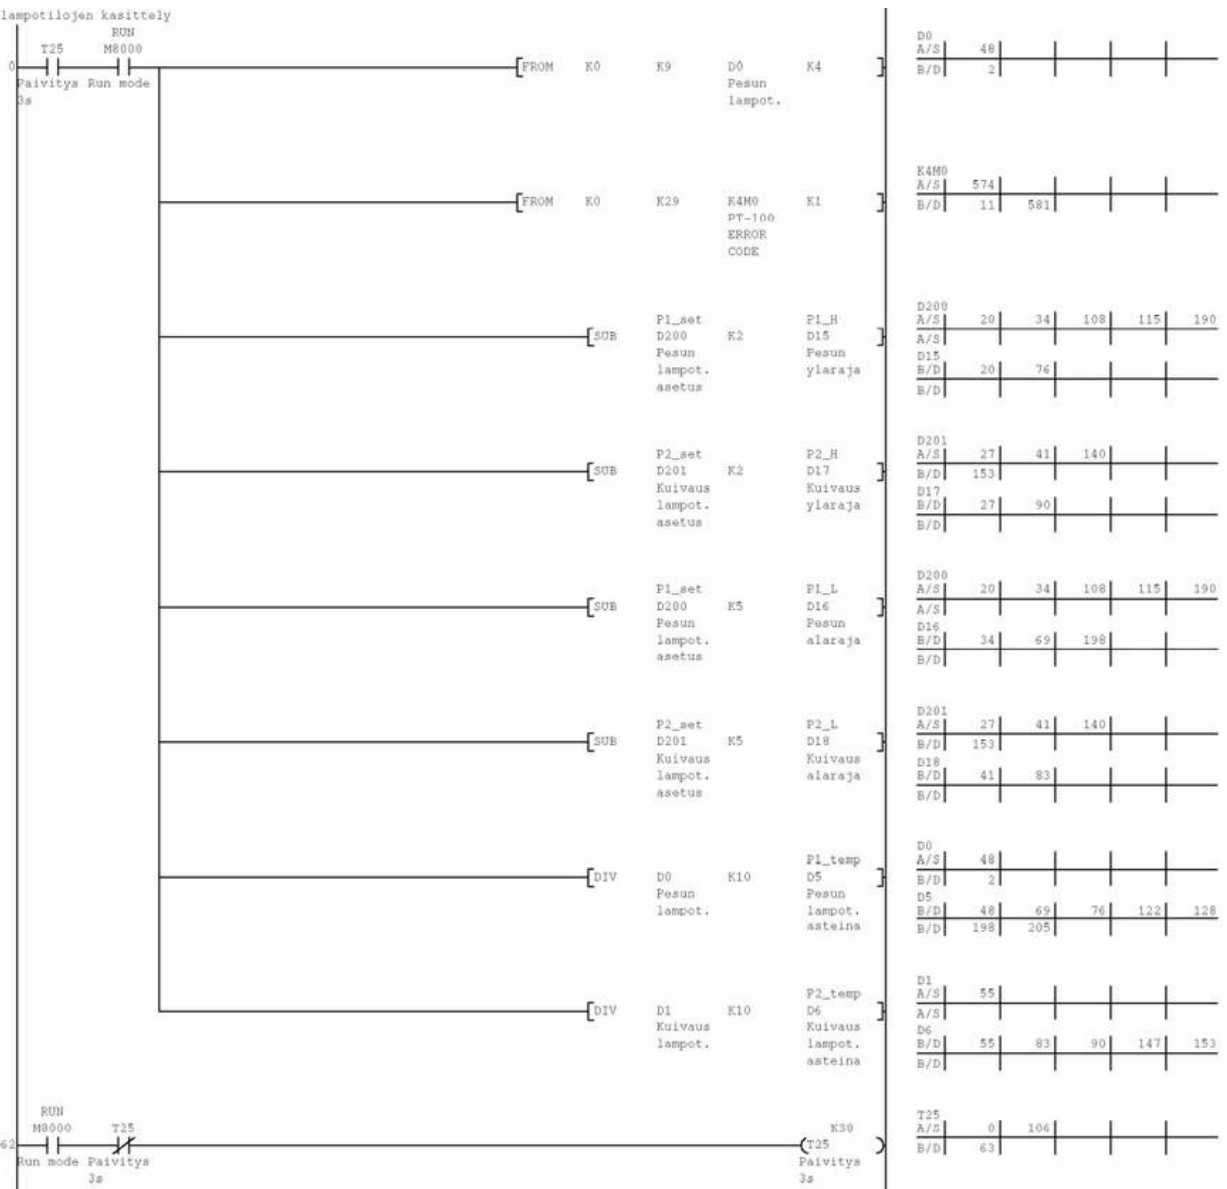 lampotilojen kasittely
RUN
T25 M8000
0
Paivitys Run mode
3s
FROM K0 K9 D0 K4
Pesun
lampot.
D0
A/S 48
B/D 2
FROM K0 K29 K4M0 K1
PT-100
ERROR
CODE
K4M0
A/S 574
B/D 11 581
P1_set P1_H
SUB D200 K2 D15
Pesun Pesun
lampot. ylaraja
asetus
D200
A/S 20 34 108 115 190
A/S
D15
B/D 20 76
B/D
P2_set P2_H
SUB D201 K2 D17
Kuivaus Kuivaus
lampot. ylaraja
asetus
D201
A/S 27 41 140
B/D 153
D17
B/D 27 90
B/D
P1_set P1_L
SUB D200 K5 D16
Pesun Pesun
lampot. alaraja
asetus
D200
A/S 20 34 108 115 190
A/S
D16
B/D 34 69 198
B/D
P2_set P2_L
SUB D201 K5 D18
Kuivaus Kuivaus
lampot. alaraja
asetus
D201
A/S 27 41 140
B/D 153
D18
B/D 41 83
B/D
P1_temp
DIV D0 K10 D5
Pesun Pesun
lampot. lampot.
asteina
D0
A/S 48
B/D 2
D5
B/D 48 69 76 122 128
B/D 198 205
P2_temp
DIV D1 K10 D6
Kuivaus Kuivaus
lampot. lampot.
asteina
D1
A/S 55
A/S
D6
B/D 55 83 90 147 153
B/D
RUN
M8000 T25
62
Run mode Paivitys
3s
K30
T25
Paivitys
3s
T25
A/S 0 106
B/D 63